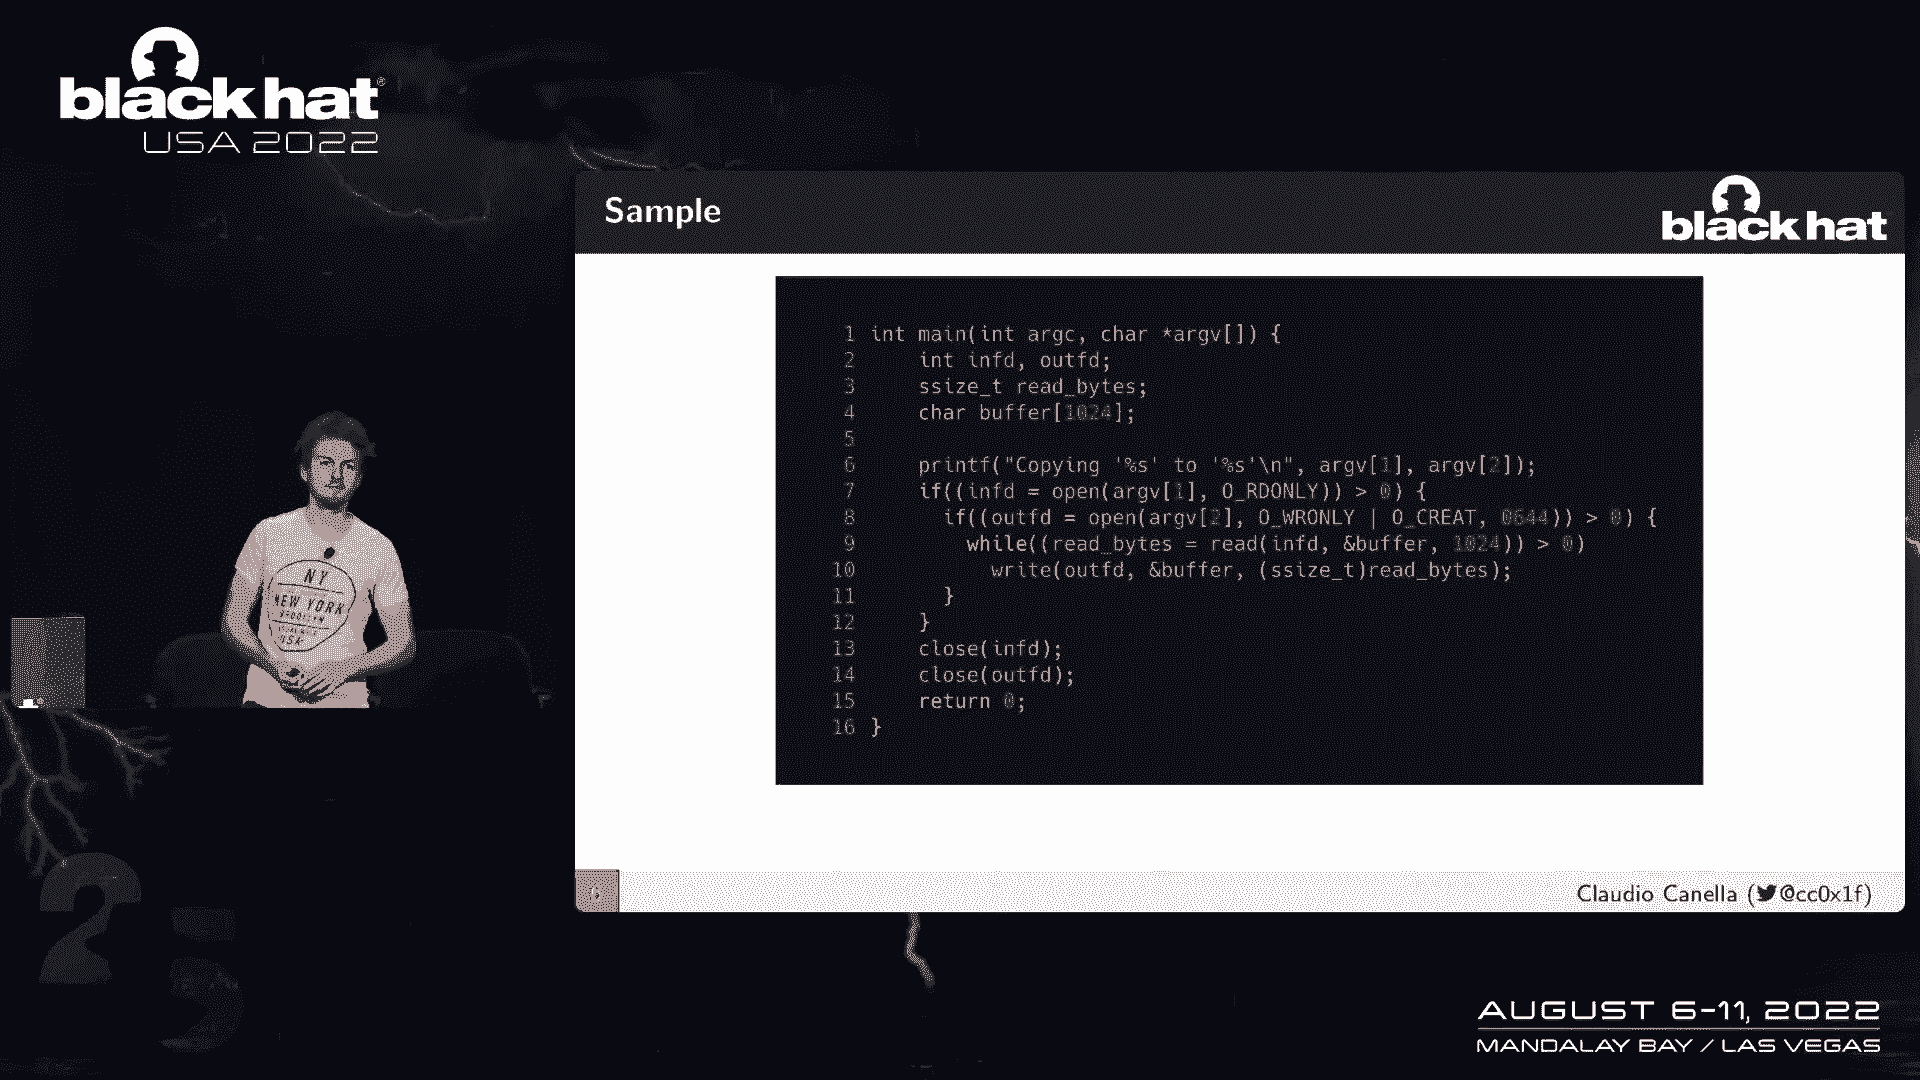 black hat®
USA 2022
Sample
black hat
1 int main(int argc, char *argv[]) {
2     int infd, outfd;
3     ssize_t read_bytes;
4     char buffer[1024];
5
6     printf("Copying '%s' to '%s'\n", argv[1], argv[2]);
7     if((infd = open(argv[1], O_RDONLY)) > 0) {
8       if((outfd = open(argv[2], O_WRONLY | O_CREAT, 0644)) > 0) {
9         while((read_bytes = read(infd, &buffer, 1024)) > 0)
10           write(outfd, &buffer, (ssize_t)read_bytes);
11       }
12     }
13     close(infd);
14     close(outfd);
15     return 0;
16 }
NY
NEW YORK
BROOKLYN
USA
Claudio Canella (@cc0x1f)
25
AUGUST 6-11, 2022
MANDALAY BAY / LAS VEGAS